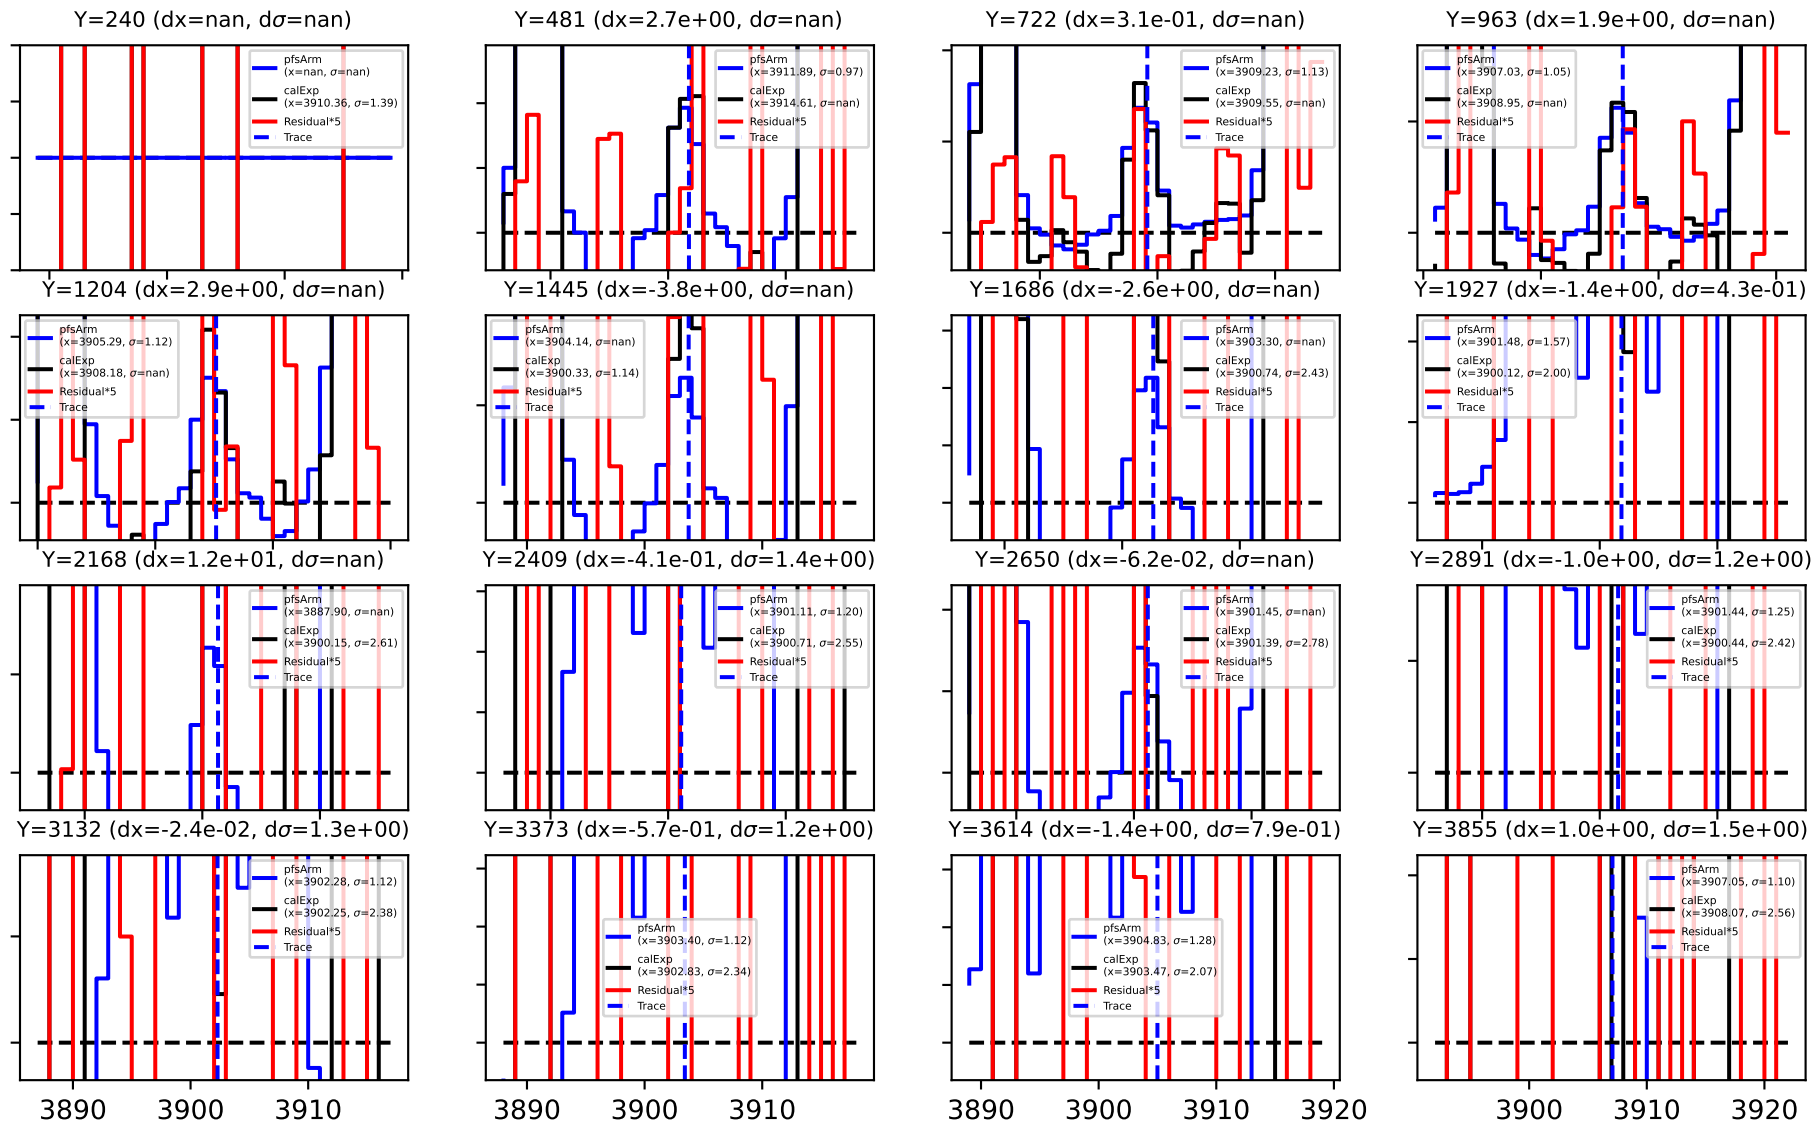 Y=240 (dx=nan, dσ=nan)
pfsArm
(x=nan, σ=nan)
calExp
(x=3910.36, σ=1.39)
Residual*5
Trace
Y=481 (dx=2.7e+00, dσ=nan)
pfsArm
(x=3911.89, σ=0.97)
calExp
(x=3914.61, σ=nan)
Residual*5
Trace
Y=722 (dx=3.1e-01, dσ=nan)
pfsArm
(x=3909.23, σ=1.13)
calExp
(x=3909.55, σ=nan)
Residual*5
Trace
Y=963 (dx=1.9e+00, dσ=nan)
pfsArm
(x=3907.03, σ=1.05)
calExp
(x=3908.95, σ=nan)
Residual*5
Trace
Y=1204 (dx=2.9e+00, dσ=nan)
pfsArm
(x=3905.29, σ=1.12)
calExp
(x=3908.18, σ=nan)
Residual*5
Trace
Y=1445 (dx=-3.8e+00, dσ=nan)
pfsArm
(x=3904.14, σ=nan)
calExp
(x=3900.33, σ=1.14)
Residual*5
Trace
Y=1686 (dx=-2.6e+00, dσ=nan)
pfsArm
(x=3903.30, σ=nan)
calExp
(x=3900.74, σ=2.43)
Residual*5
Trace
Y=1927 (dx=-1.4e+00, dσ=4.3e-01)
pfsArm
(x=3901.48, σ=1.57)
calExp
(x=3900.12, σ=2.00)
Residual*5
Trace
Y=2168 (dx=1.2e+01, dσ=nan)
pfsArm
(x=3887.90, σ=nan)
calExp
(x=3900.15, σ=2.61)
Residual*5
Trace
Y=2409 (dx=-4.1e-01, dσ=1.4e+00)
pfsArm
(x=3901.11, σ=1.20)
calExp
(x=3900.71, σ=2.55)
Residual*5
Trace
Y=2650 (dx=-6.2e-02, dσ=nan)
pfsArm
(x=3901.45, σ=nan)
calExp
(x=3901.39, σ=2.78)
Residual*5
Trace
Y=2891 (dx=-1.0e+00, dσ=1.2e+00)
pfsArm
(x=3901.44, σ=1.25)
calExp
(x=3900.44, σ=2.42)
Residual*5
Trace
Y=3132 (dx=-2.4e-02, dσ=1.3e+00)
pfsArm
(x=3902.28, σ=1.12)
calExp
(x=3902.25, σ=2.38)
Residual*5
Trace
3890 3900 3910
Y=3373 (dx=-5.7e-01, dσ=1.2e+00)
pfsArm
(x=3903.40, σ=1.12)
calExp
(x=3902.83, σ=2.34)
Residual*5
Trace
3890 3900 3910
Y=3614 (dx=-1.4e+00, dσ=7.9e-01)
pfsArm
(x=3904.83, σ=1.28)
calExp
(x=3903.47, σ=2.07)
Residual*5
Trace
3890 3900 3910 3920
Y=3855 (dx=1.0e+00, dσ=1.5e+00)
pfsArm
(x=3907.05, σ=1.10)
calExp
(x=3908.07, σ=2.56)
Residual*5
Trace
3900 3910 3920